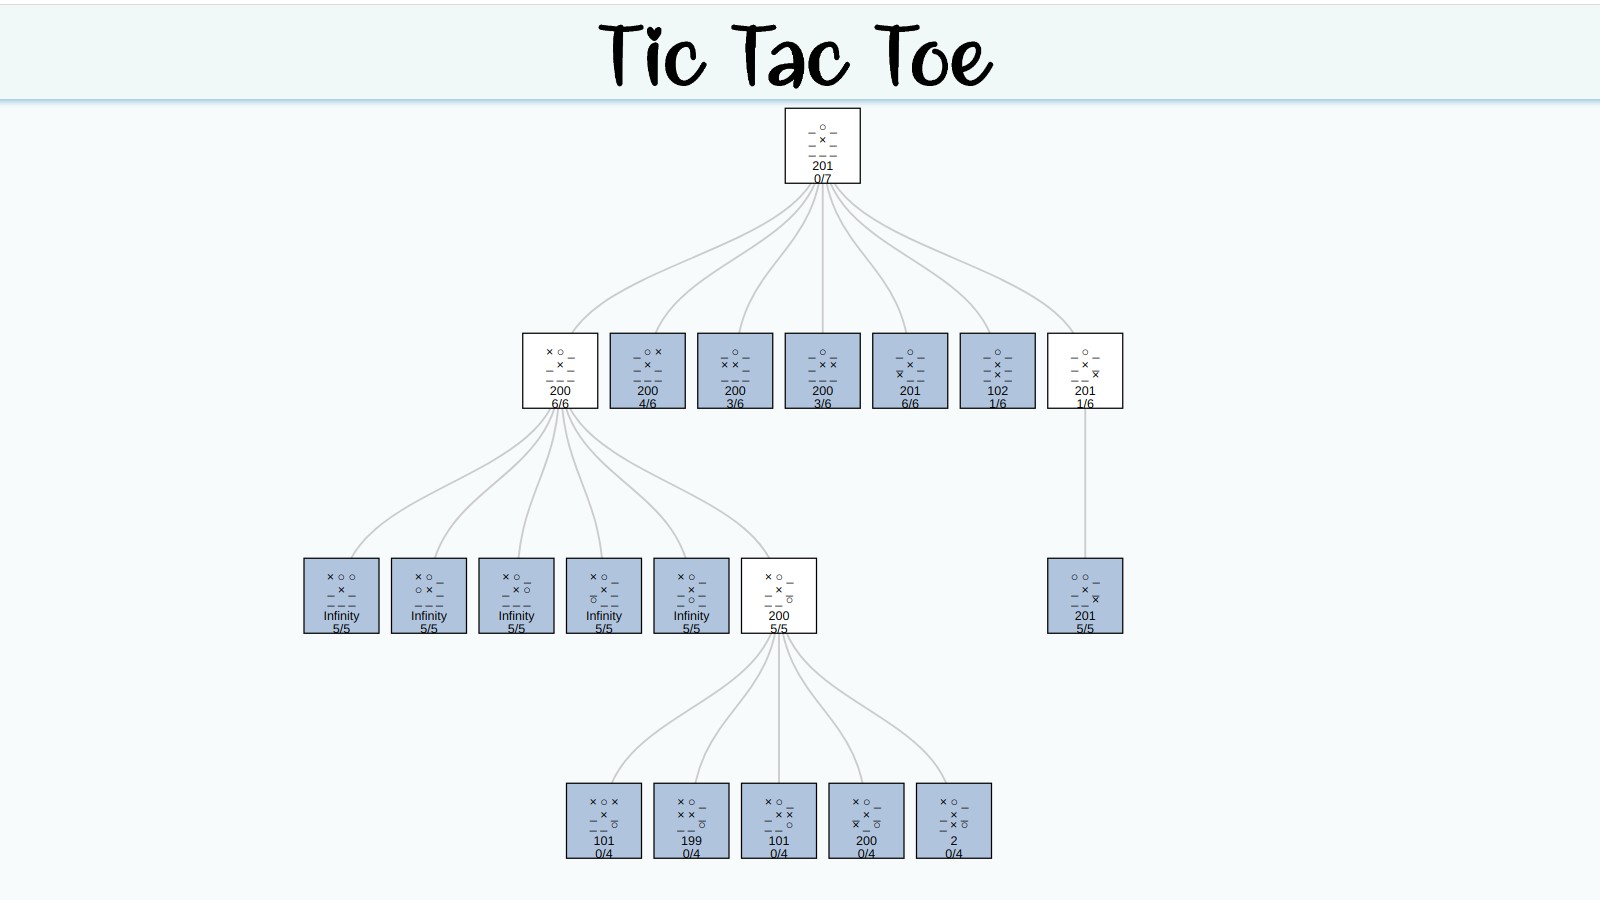 Tic Tac Toe
_ ○ _
_ × _
_ _ _
201
0/7
× ○ _
_ × _
_ _ _
200
6/6
_ ○ ×
_ × _
_ _ _
200
4/6
_ ○ _
× × _
_ _ _
200
3/6
_ ○ _
_ × ×
_ _ _
200
3/6
_ ○ _
_ × _
× _ _
201
6/6
_ ○ _
_ × _
_ × _
102
1/6
_ ○ _
_ × _
_ _ ×
201
1/6
× ○ ○
_ × _
_ _ _
Infinity
5/5
× ○ _
○ × _
_ _ _
Infinity
5/5
× ○ _
_ × ○
_ _ _
Infinity
5/5
× ○ _
_ × _
○ _ _
Infinity
5/5
× ○ _
_ × _
_ ○ _
Infinity
5/5
× ○ _
_ × _
_ _ ○
200
5/5
○ ○ _
_ × _
_ _ ×
201
5/5
× ○ ×
_ × _
_ _ ○
101
0/4
× ○ _
× × _
_ _ ○
199
0/4
× ○ _
_ × ×
_ _ ○
101
0/4
× ○ _
_ × _
× _ ○
200
0/4
× ○ _
_ × _
_ × ○
2
0/4